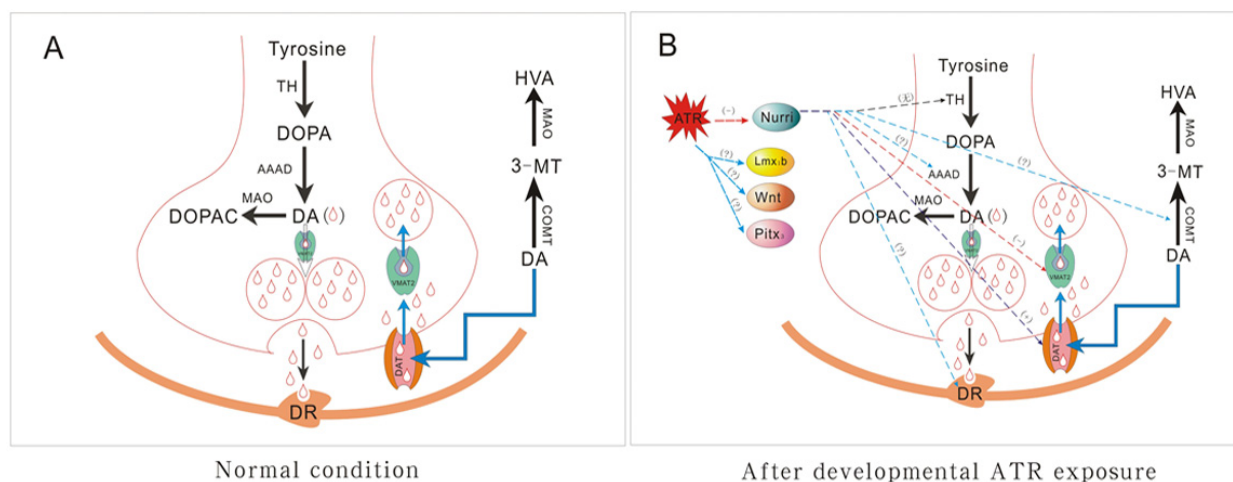 A
Tyrosine
TH
DOPA
AAAD
MAO
DOPAC
DA
VMAT2
DAT
DR
HVA
MAO
3-MT
COMT
DA
Normal condition
B
ATR
(-)
Nurri
(?)
Lmx1b
(?)
Wnt
(?)
Pitx3
Tyrosine
TH
DOPA
(?)
AAAD
MAO
DOPAC
DA
(-)
(?)
VMAT2
DAT
DR
(?)
HVA
MAO
3-MT
COMT
DA
After developmental ATR exposure